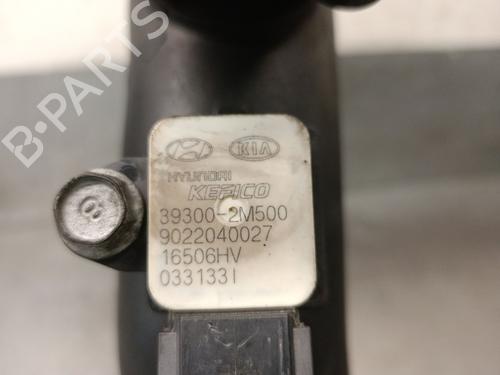 B-PARTS
KIA
HYUNDAI
KEFICO
39300-2M500
9022040027
16506HV
0331331